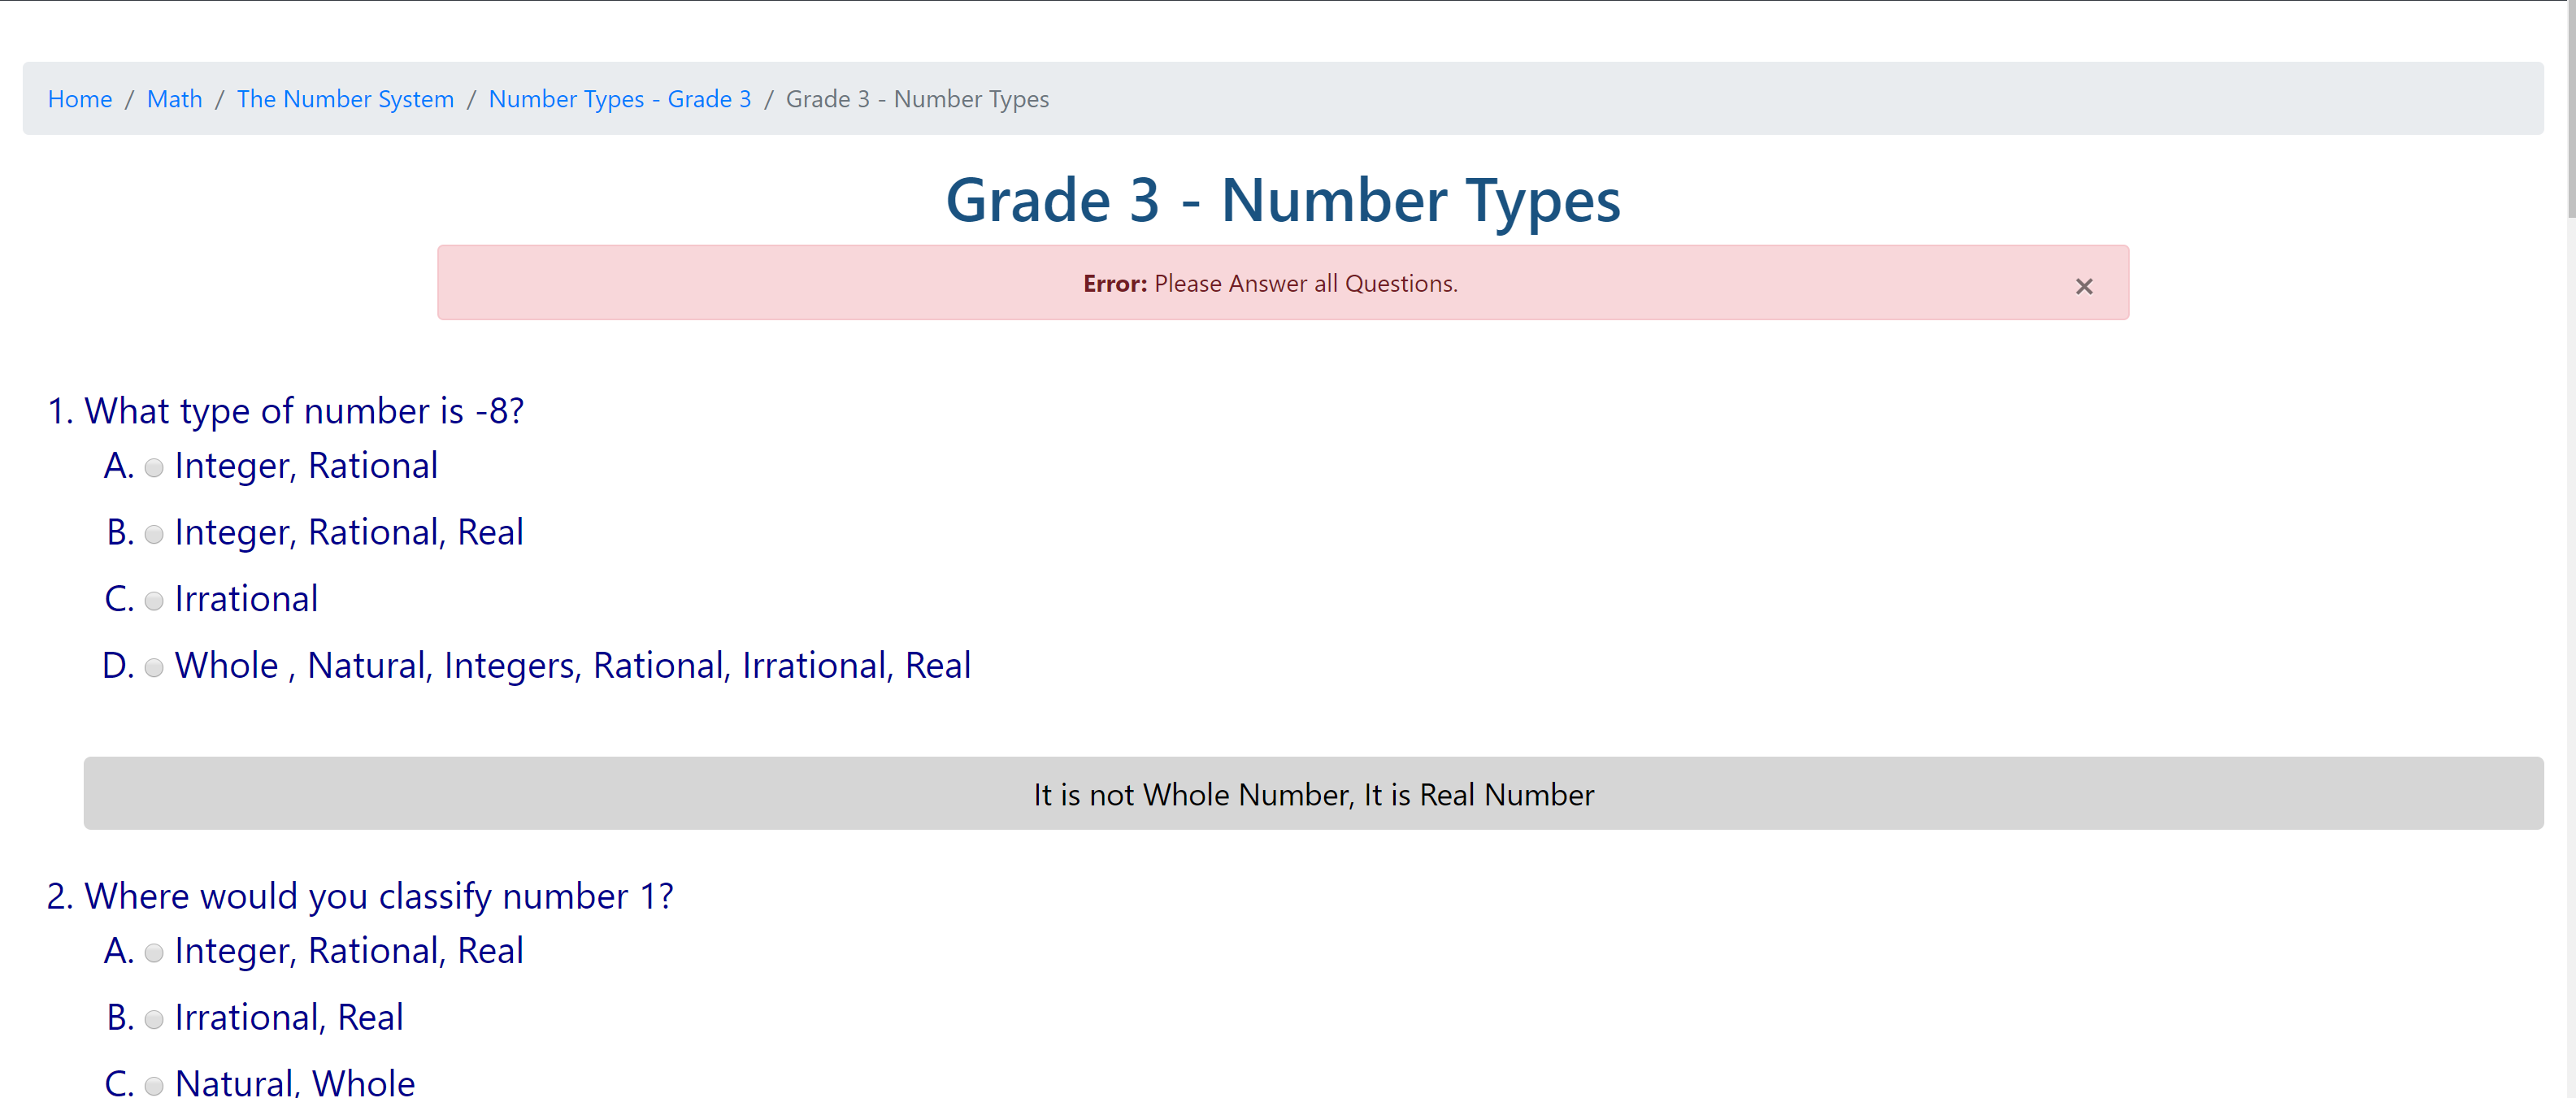 Home / Math / The Number System / Number Types - Grade 3 / Grade 3 - Number Types
Grade 3 - Number Types
Error: Please Answer all Questions. ×
1. What type of number is -8?
A. Integer, Rational
B. Integer, Rational, Real
C. Irrational
D. Whole , Natural, Integers, Rational, Irrational, Real
It is not Whole Number, It is Real Number
2. Where would you classify number 1?
A. Integer, Rational, Real
B. Irrational, Real
C. Natural, Whole